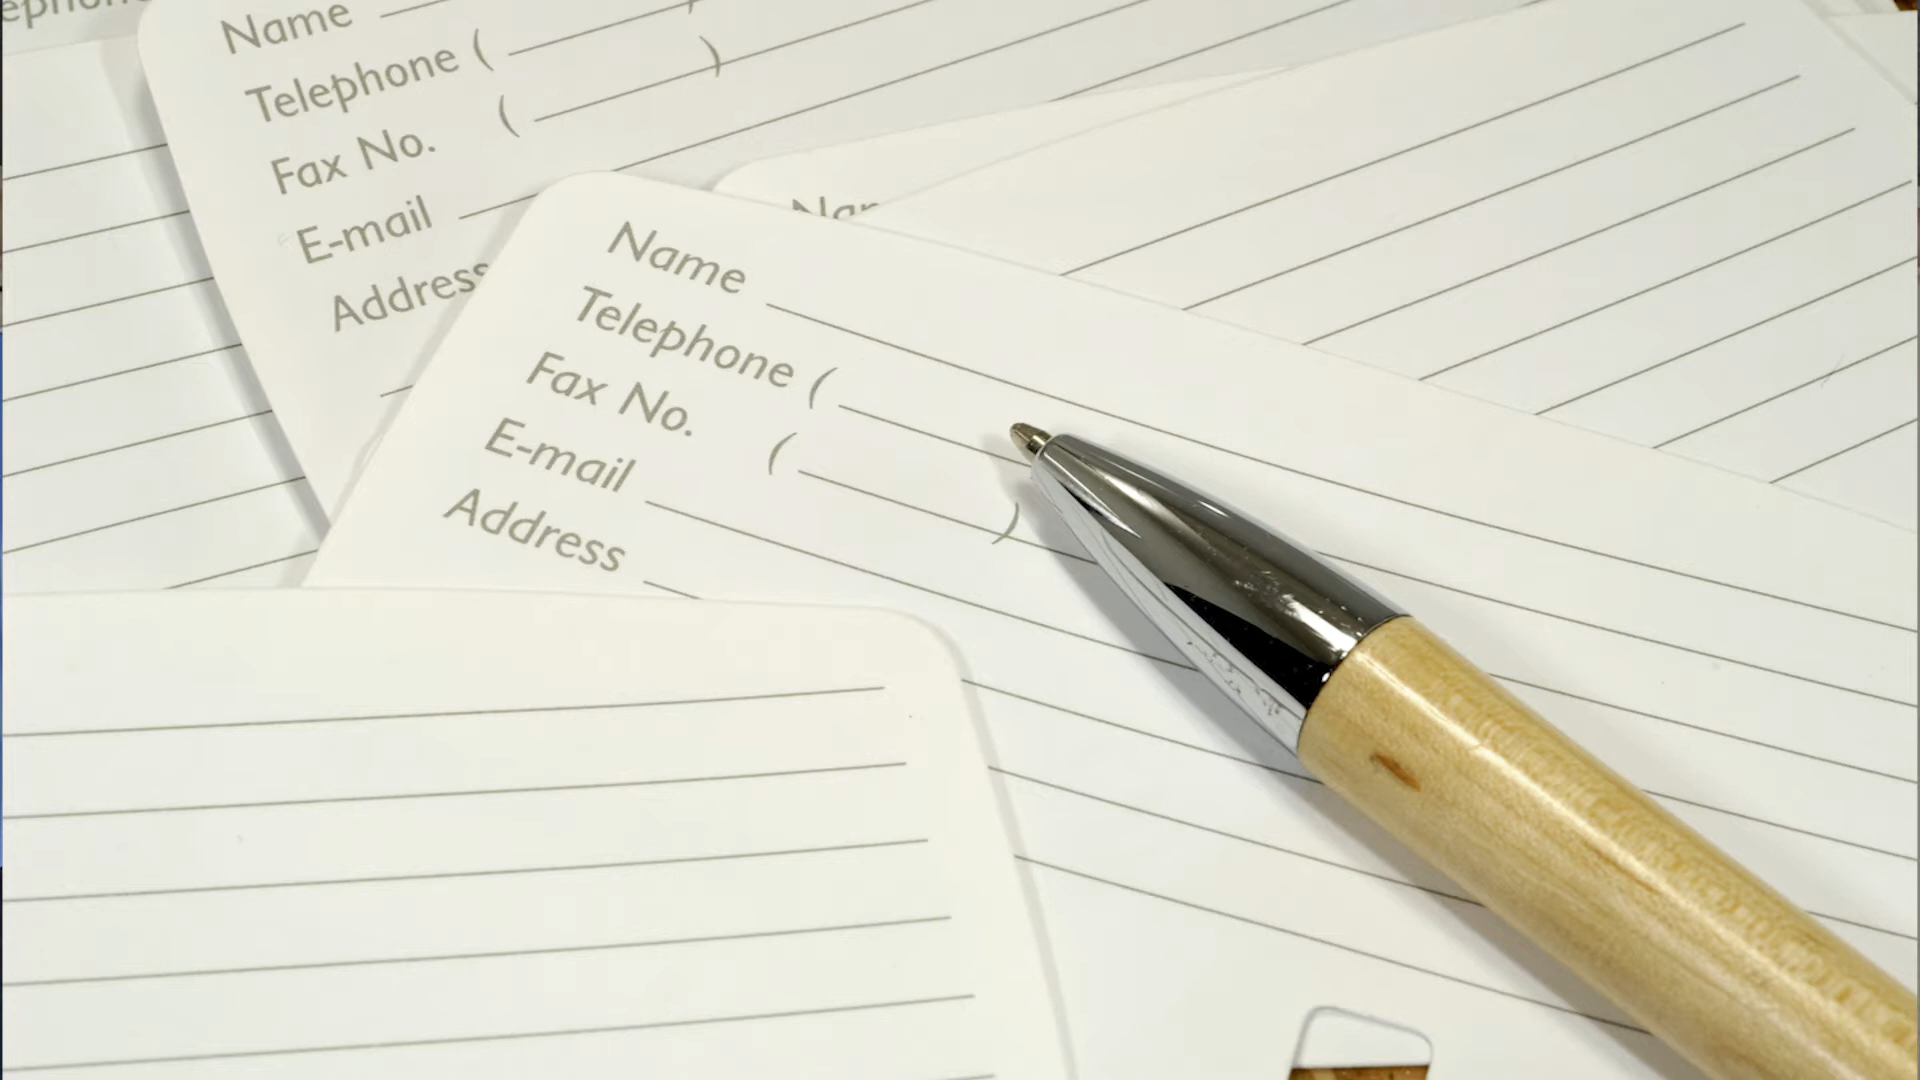 Name
Telephone ( )
Fax No. ( )
E-mail
Address
Name
Telephone (
Fax No. ( )
E-mail
Address